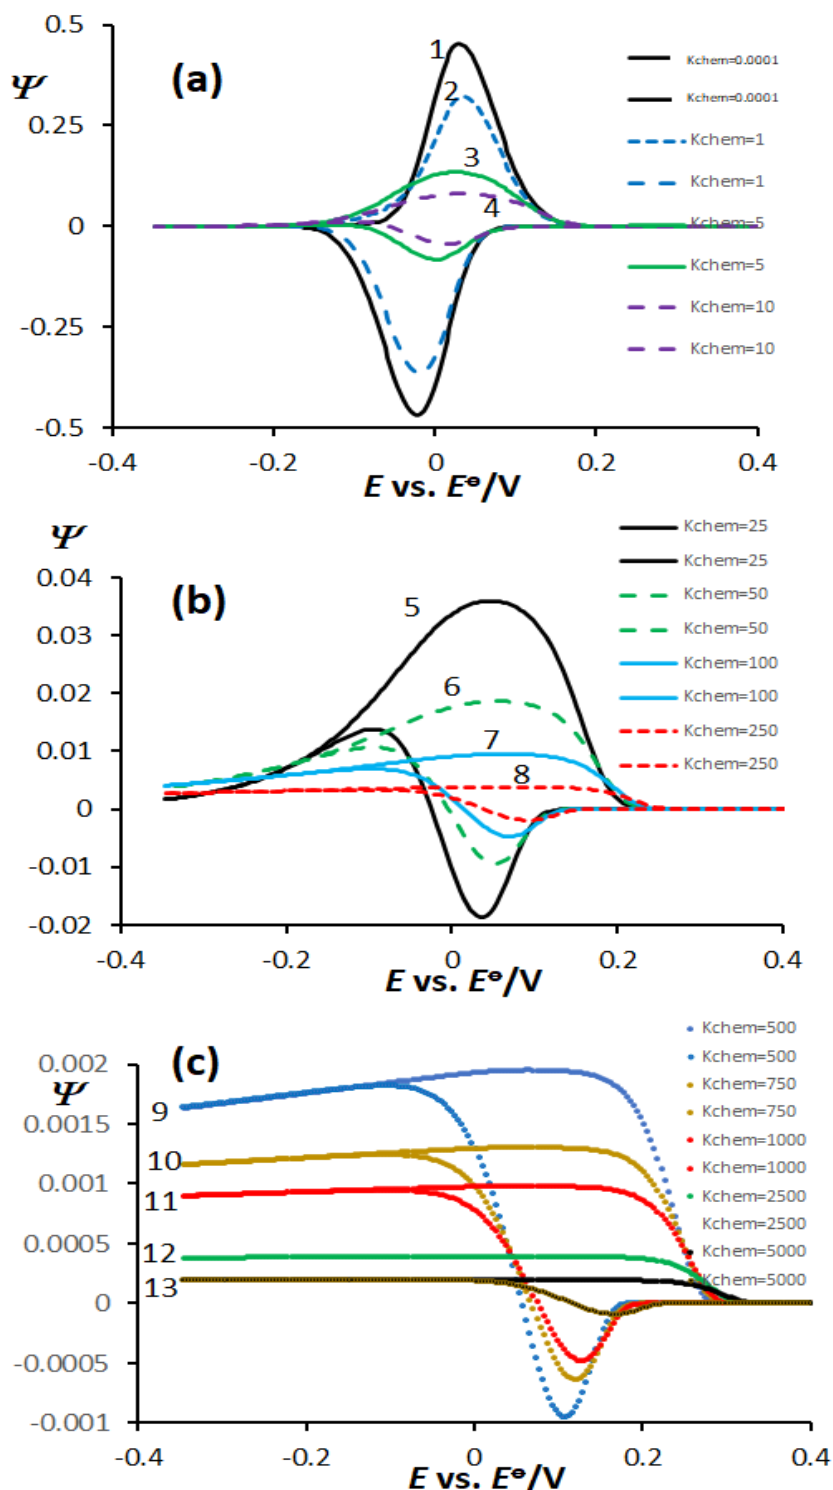 0.5
Ψ
(a)
1
Kchem=0.0001
Kchem=0.0001
2
0.25
Kchem=1
3
Kchem=1
4
0
Kchem=5
Kchem=5
Kchem=10
-0.25
Kchem=10
-0.5
-0.4 -0.2 0 0.2 0.4
E vs. E⊖/V
Ψ
Kchem=25
Kchem=25
0.04
(b)
5
Kchem=50
0.03
Kchem=50
6
Kchem=100
0.02
Kchem=100
7
Kchem=250
0.01
8
Kchem=250
0
-0.01
-0.02
-0.4 -0.2 0 0.2 0.4
E vs. E⊖/V
(c)
Kchem=500
0.002
Kchem=500
Ψ
9
Kchem=750
0.0015
Kchem=750
10
Kchem=1000
0.001
11
Kchem=1000
Kchem=2500
0.0005
12
Kchem=2500
13
Kchem=5000
0
Kchem=5000
-0.0005
-0.001
-0.4 -0.2 0 0.2 0.4
E vs. E⊖/V